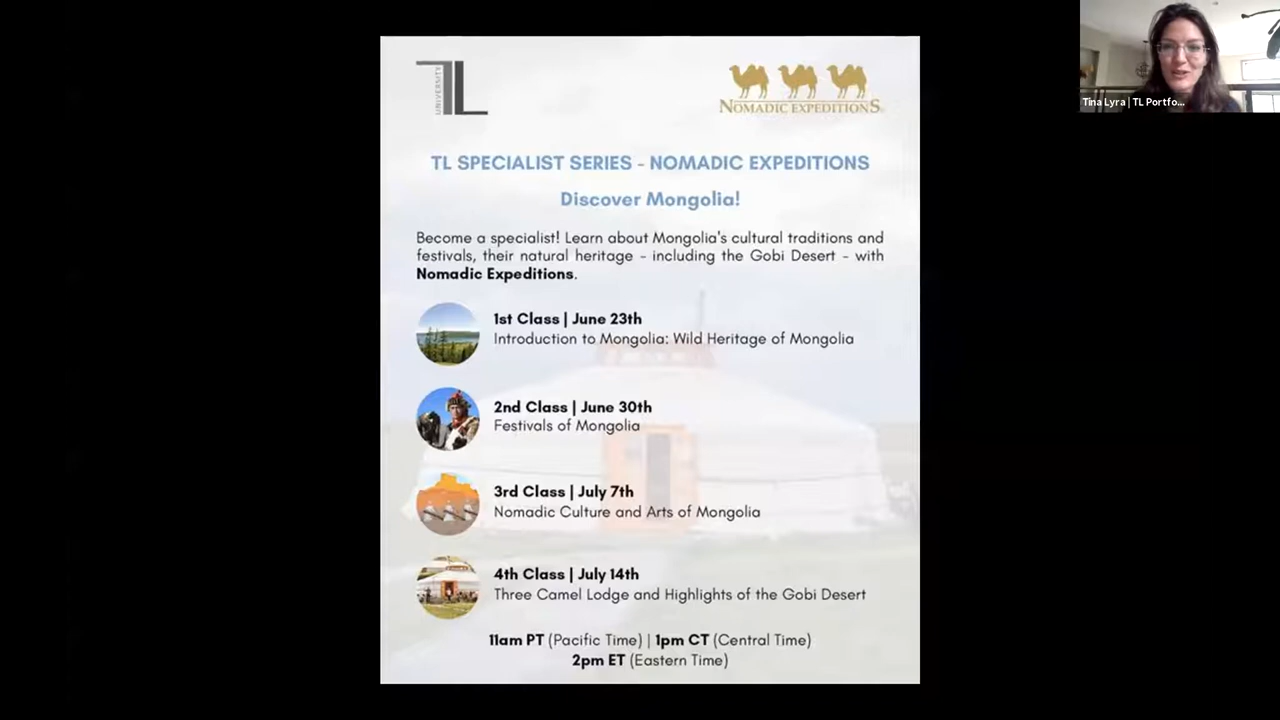 UNIVERSITY
TL
NOMADIC EXPEDITIONS
Tina Lyra | TL Portfo...
TL SPECIALIST SERIES - NOMADIC EXPEDITIONS
Discover Mongolia!
Become a specialist! Learn about Mongolia's cultural traditions and
festivals, their natural heritage - including the Gobi Desert - with
Nomadic Expeditions.
1st Class | June 23th
Introduction to Mongolia: Wild Heritage of Mongolia
2nd Class | June 30th
Festivals of Mongolia
3rd Class | July 7th
Nomadic Culture and Arts of Mongolia
4th Class | July 14th
Three Camel Lodge and Highlights of the Gobi Desert
11am PT (Pacific Time) | 1pm CT (Central Time)
2pm ET (Eastern Time)